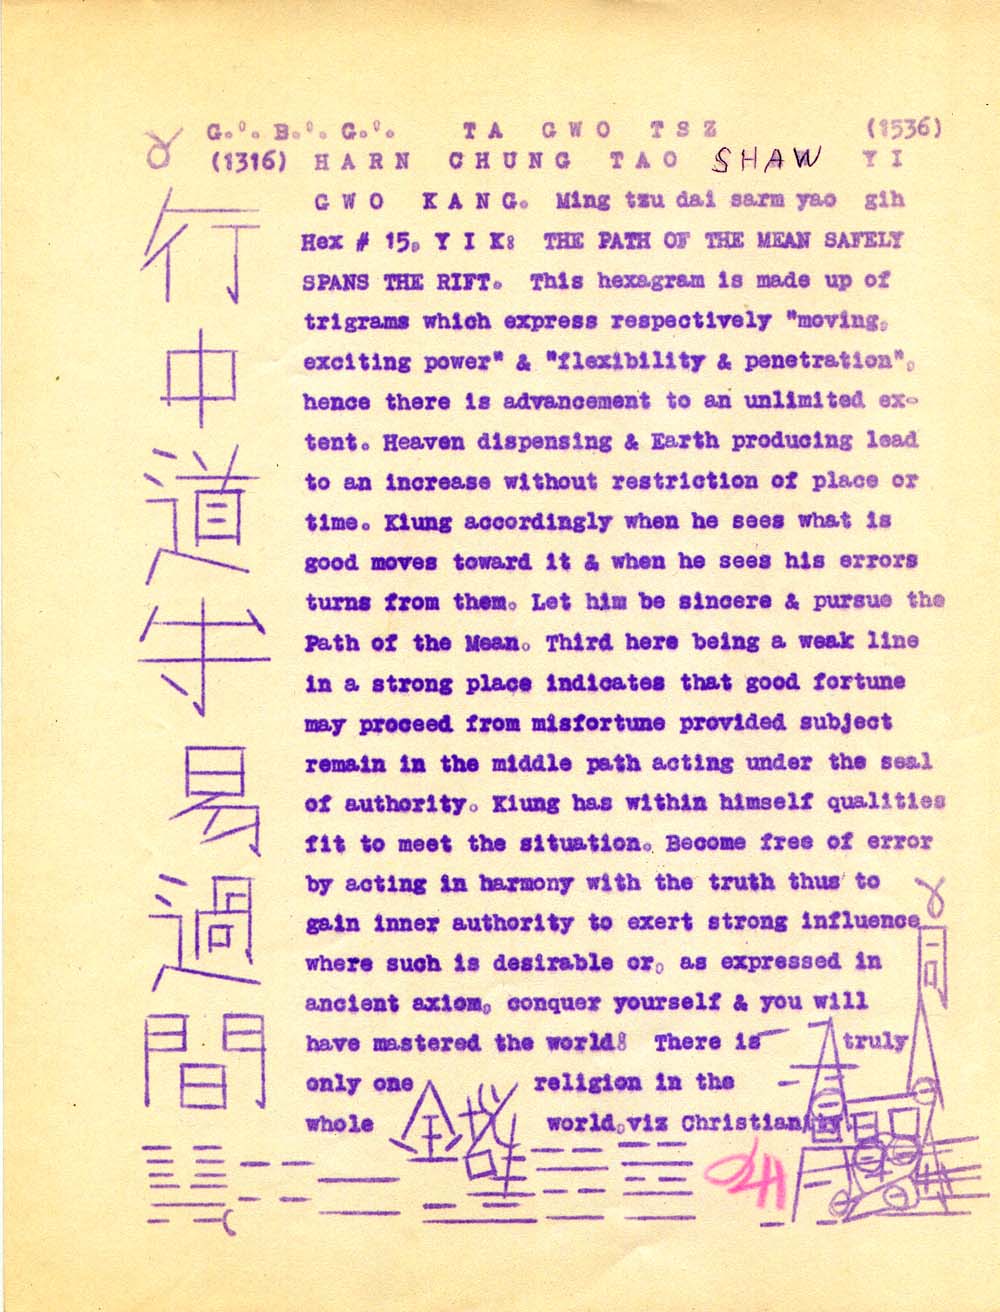 G.'. B.'. G.'. TA GWO TSZ (1536)
(1316) HARN CHUNG TAO SHAW YI
GWO KANG. Ming tzu dai sarm yao gih
Hex # 15, Y I K: THE PATH OF THE MEAN SAFELY
SPANS THE RIFT. This hexagram is made up of
trigrams which express respectively "moving,
exciting power" & "flexibility & penetration",
hence there is advancement to an unlimited ex-
tent. Heaven dispensing & Earth producing lead
to an increase without restriction of place or
time. Kiung accordingly when he sees what is
good moves toward it & when he sees his errors
turns from them. Let him be sincere & pursue the
Path of the Mean. Third here being a weak line
in a strong place indicates that good fortune
may proceed from misfortune provided subject
remain in the middle path acting under the seal
of authority. Kiung has within himself qualities
fit to meet the situation. Become free of error
by acting in harmony with the truth thus to
gain inner authority to exert strong influence
where such is desirable or, as expressed in
ancient axiom, conquer yourself & you will
have mastered the world! There is truly
only one religion in the
whole world, viz Christianity
行
中
道
易
過
間